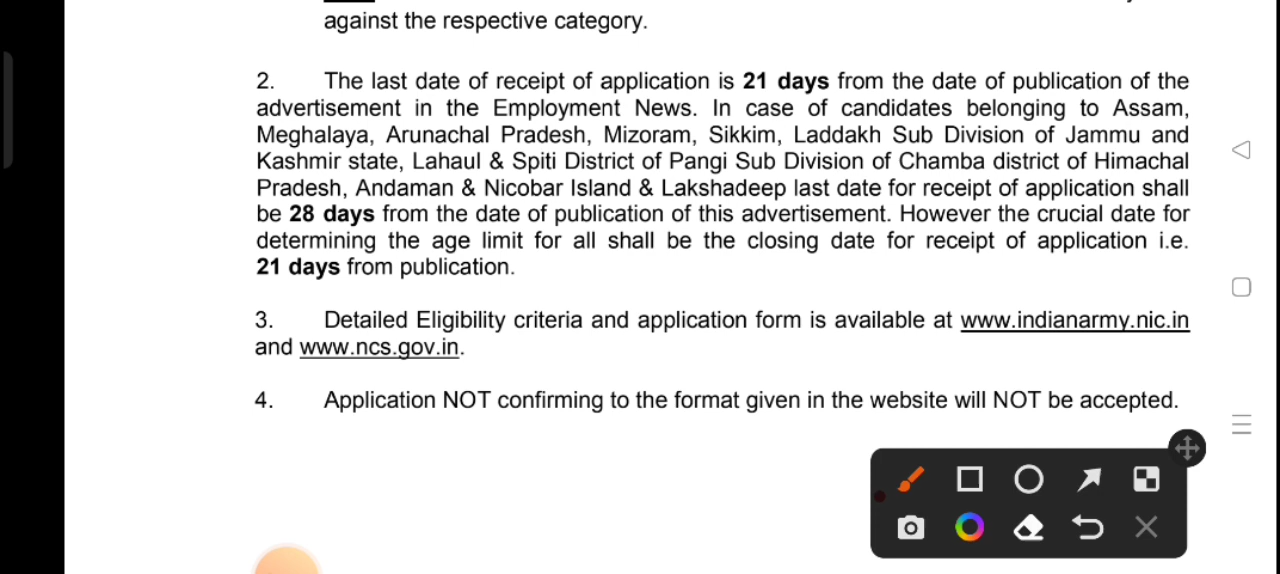 against the respective category.
2. The last date of receipt of application is 21 days from the date of publication of the
advertisement in the Employment News. In case of candidates belonging to Assam,
Meghalaya, Arunachal Pradesh, Mizoram, Sikkim, Laddakh Sub Division of Jammu and
Kashmir state, Lahaul & Spiti District of Pangi Sub Division of Chamba district of Himachal
Pradesh, Andaman & Nicobar Island & Lakshadeep last date for receipt of application shall
be 28 days from the date of publication of this advertisement. However the crucial date for
determining the age limit for all shall be the closing date for receipt of application i.e.
21 days from publication.
3. Detailed Eligibility criteria and application form is available at www.indianarmy.nic.in
and www.ncs.gov.in.
4. Application NOT confirming to the format given in the website will NOT be accepted.